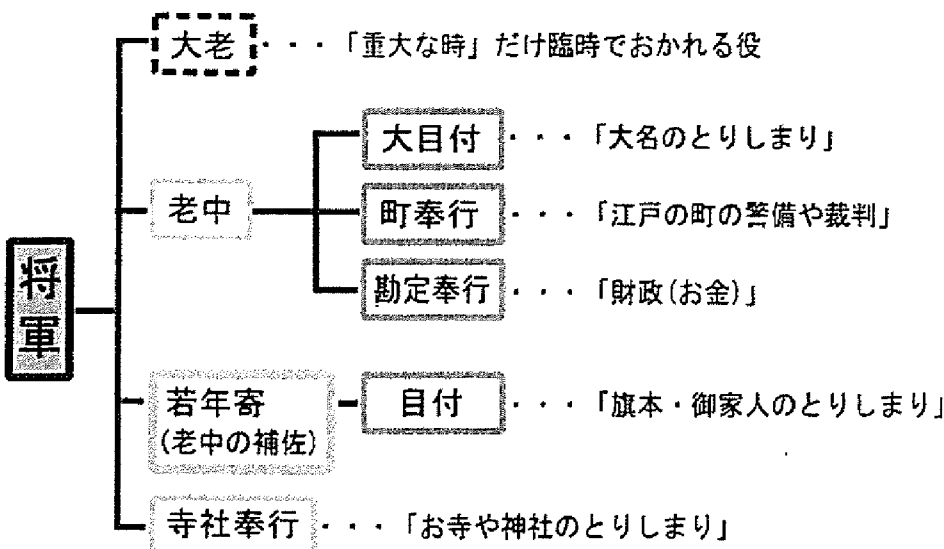 大老・・・「重大な時」だけ臨時でおかれる役
大目付・・・「大名のとりしまり」
老中
町奉行・・・「江戸の町の警備や裁判」
将軍
勘定奉行・・・「財政(お金)」
若年寄
(老中の補佐)
目付・・・「旗本・御家人のとりしまり」
寺社奉行・・・「お寺や神社のとりしまり」